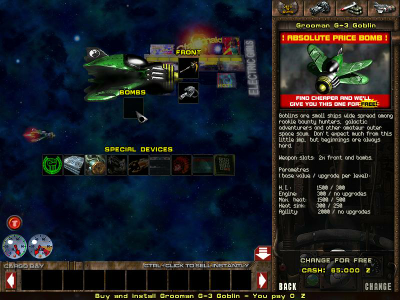 Grooman G-3 Goblin
! ABSOLUTE PRICE BOMB !
FIND CHEAPER AND WE'LL
GIVE YOU THIS ONE FOR FREE!
Goblins are small ships wide spread among
rookie bounty hunters, galactic
adventurers and other amateur outer
space scum. Don't expect much from this
little imp, but beginnings are always
hard.
Weapon slots: 2x front and bombs.
Parametres
(base value / upgrade per level):
H.I.: 1500 / 300
Engine: 300 / no upgrades
Max. heat: 1500 / 500
Heat sink: 300 / 250
Agility: 2000 / no upgrades
CHANGE FOR FREE
CASH: 65.000 Z
BACK
CHANGE
FRONT
ELECTRIC GUN
BOMBS
SPECIAL DEVICES
CARGO BAY
CTRL+CLICK TO SELL INSTANTLY
Buy and install Grooman G-3 Goblin - You pay 0 Z